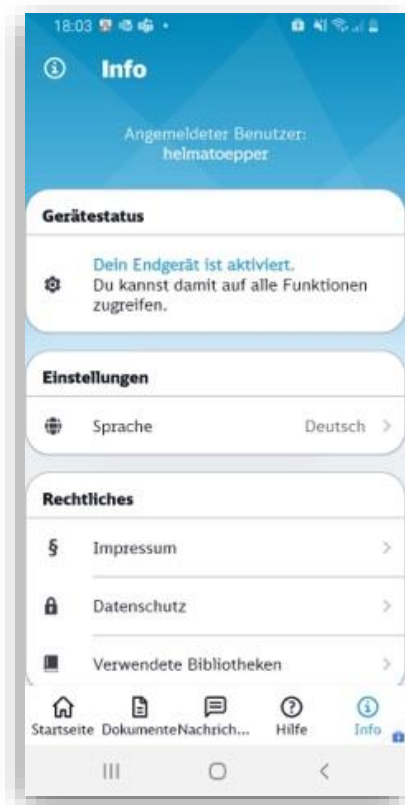 18:03
Info
Angemeldeter Benutzer:
helmatoepper
Gerätestatus
Dein Endgerät ist aktiviert.
Du kannst damit auf alle Funktionen
zugreifen.
Einstellungen
Sprache Deutsch
Rechtliches
§ Impressum
Datenschutz
Verwendete Bibliotheken
Startseite Dokumente Nachrich... Hilfe Info